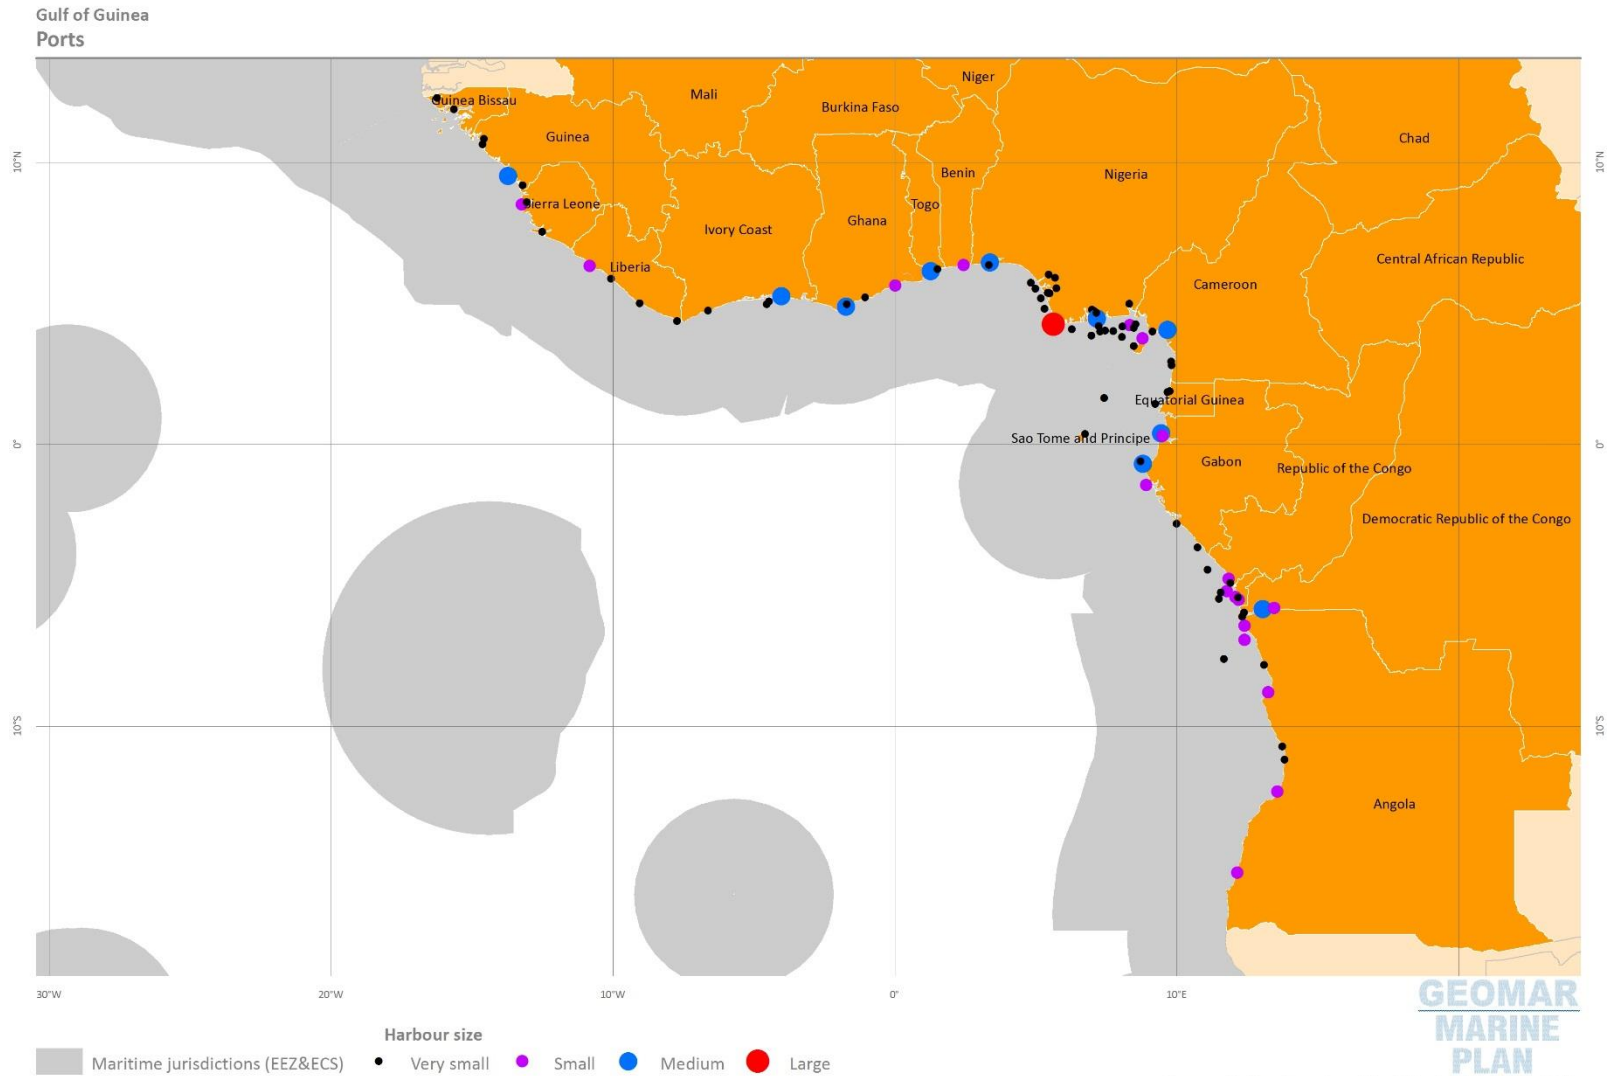 Gulf of Guinea
Ports
Niger
Mali
Guinea Bissau
Burkina Faso
Guinea
Chad
10°N
10°N
Benin
Nigeria
Sierra Leone
Togo
Ghana
Ivory Coast
Central African Republic
Liberia
Cameroon
Equatorial Guinea
Sao Tome and Principe
0°
0°
Gabon
Republic of the Congo
Democratic Republic of the Congo
10°S
10°S
Angola
30°W
20°W
10°W
0°
10°E
GEOMAR
MARINE
PLAN
Harbour size
Maritime jurisdictions (EEZ&ECS)
Very small
Small
Medium
Large